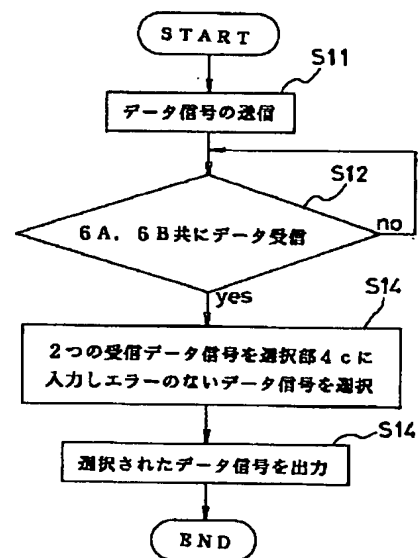 START
S11
データ信号の送信
S12
6A, 6B共にデータ受信
no
yes
S14
2つの受信データ信号を選択部4cに
入力しエラーのないデータ信号を選択
S14
選択されたデータ信号を出力
END